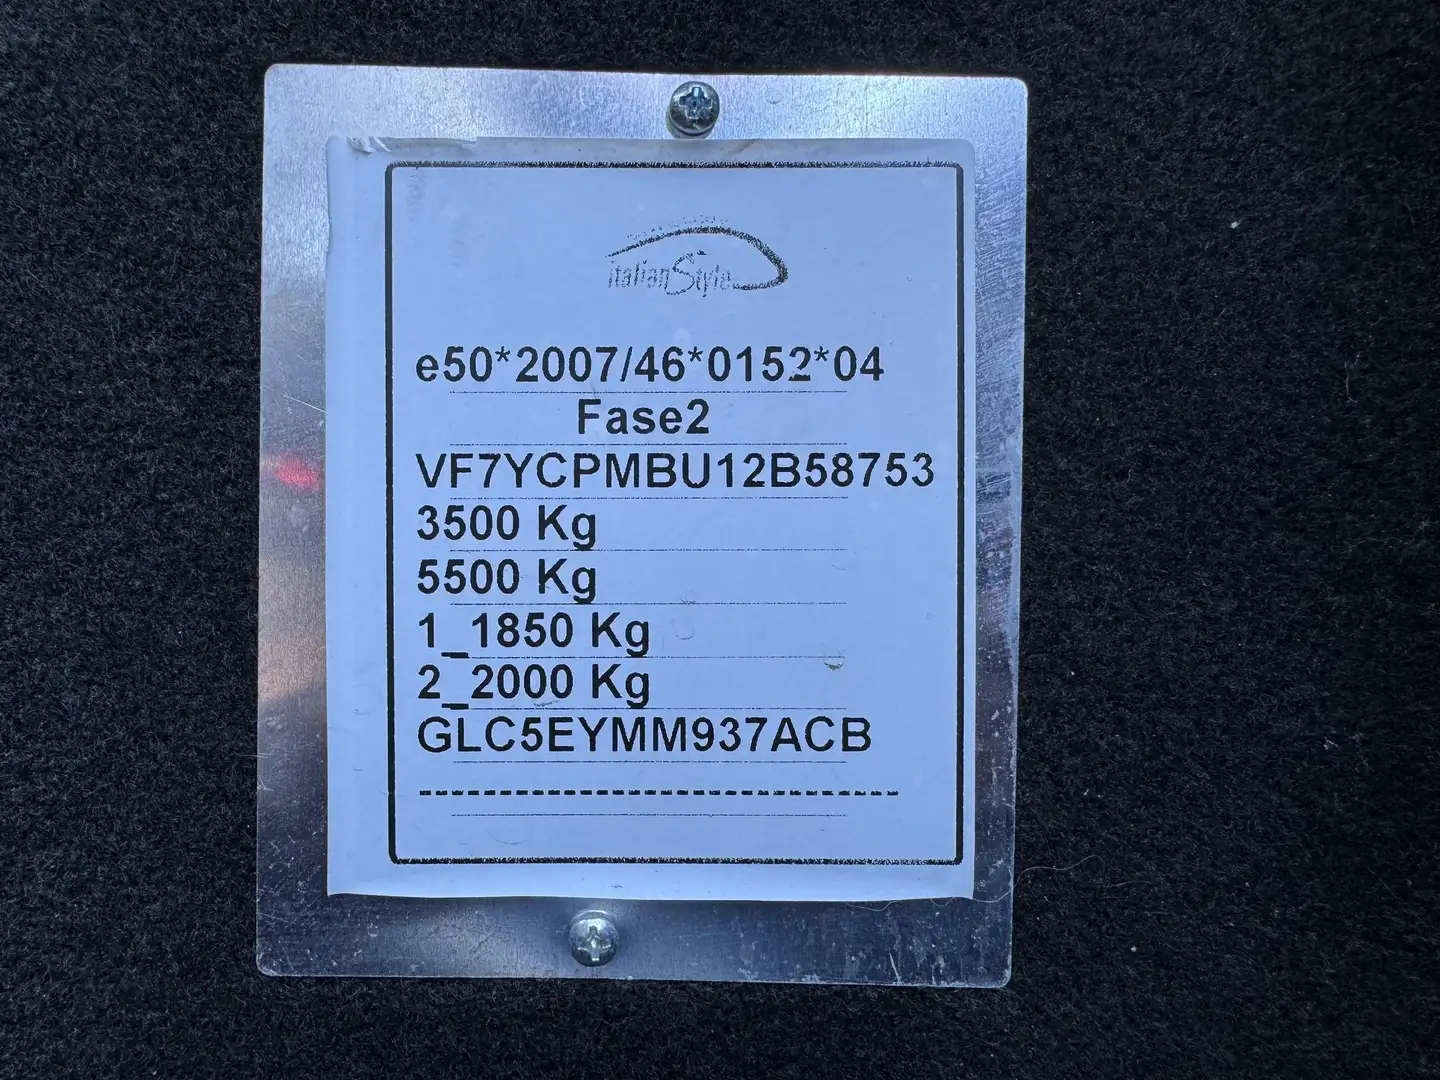 italianStyle
e50*2007/46*0152*04
Fase2
VF7YCPMBU12B58753
3500 Kg
5500 Kg
1_1850 Kg
2_2000 Kg
GLC5EYMM937ACB